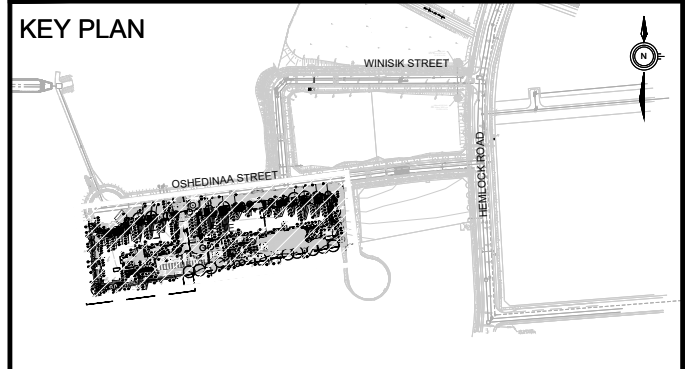 KEY PLAN
WINISIK STREET
N
HEMLOCK ROAD
OSHEDINAA STREET